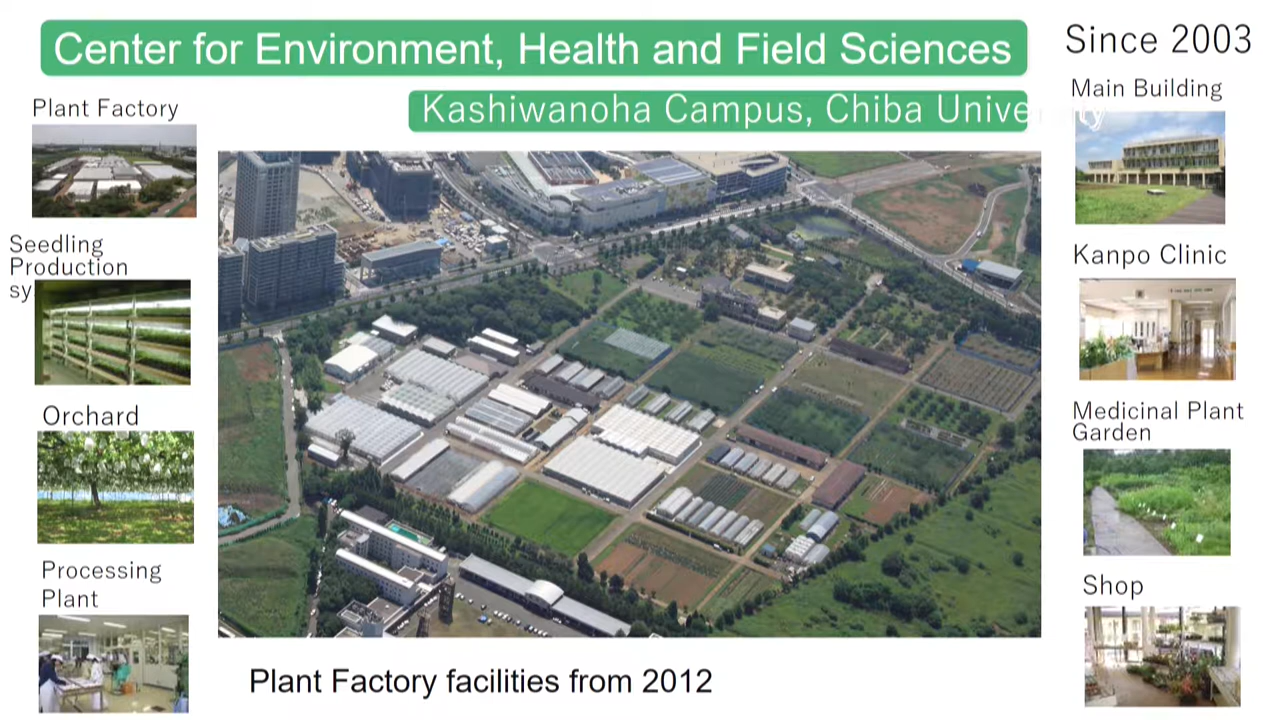 Center for Environment, Health and Field Sciences
Since 2003
Kashiwanoha Campus, Chiba University
Plant Factory
Seedling
Production
sy
Orchard
Processing
Plant
Main Building
Kanpo Clinic
Medicinal Plant
Garden
Shop
Plant Factory facilities from 2012